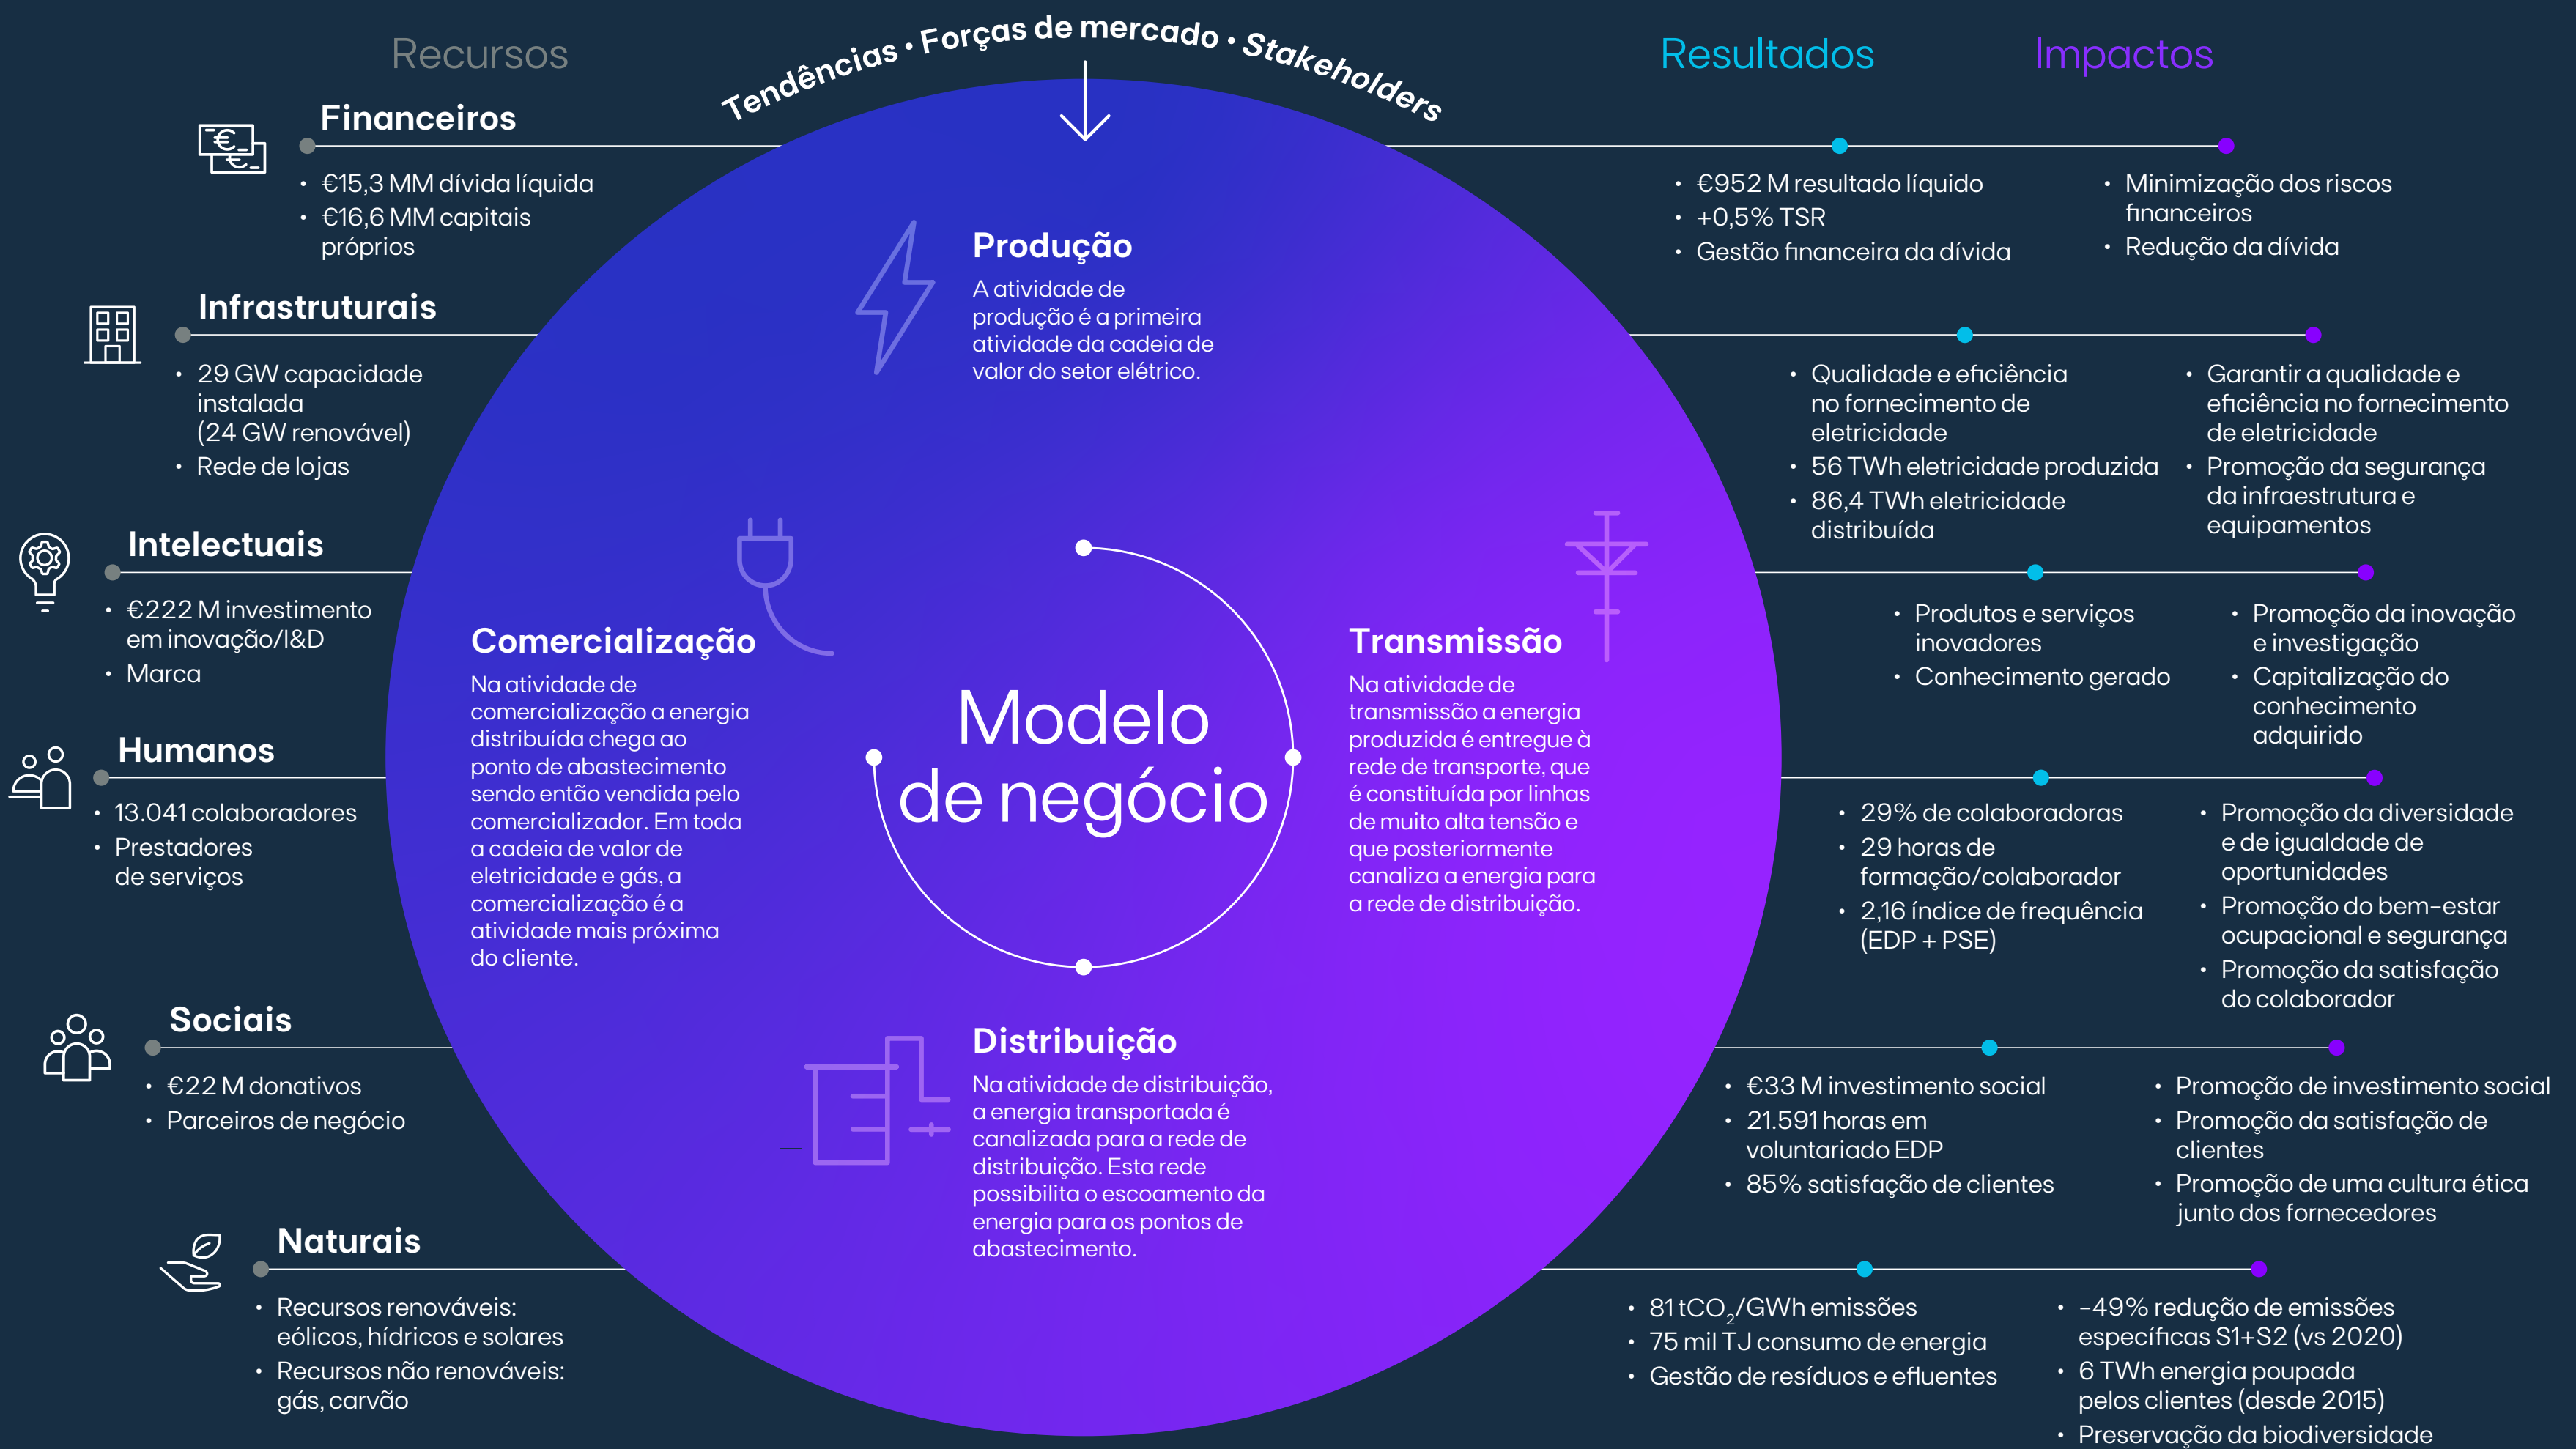 Tendências • Forças de mercado • Stakeholders
Recursos
Financeiros
• €15,3 MM dívida líquida
• €16,6 MM capitais
próprios
Infrastruturais
• 29 GW capacidade
instalada
(24 GW renovável)
• Rede de lojas
Intelectuais
• €222 M investimento
em inovação/I&D
• Marca
Humanos
• 13.041 colaboradores
• Prestadores
de serviços
Sociais
• €22 M donativos
• Parceiros de negócio
Naturais
• Recursos renováveis:
eólicos, hídricos e solares
• Recursos não renováveis:
gás, carvão
Produção
A atividade de
produção é a primeira
atividade da cadeia de
valor do setor elétrico.
Comercialização
Na atividade de
comercialização a energia
distribuída chega ao
ponto de abastecimento
sendo então vendida pelo
comercializador. Em toda
a cadeia de valor de
eletricidade e gás, a
comercialização é a
atividade mais próxima
do cliente.
Modelo
de negócio
Transmissão
Na atividade de
transmissão a energia
produzida é entregue à
rede de transporte, que
é constituída por linhas
de muito alta tensão e
que posteriormente
canaliza a energia para
a rede de distribuição.
Distribuição
Na atividade de distribuição,
a energia transportada é
canalizada para a rede de
distribuição. Esta rede
possibilita o escoamento da
energia para os pontos de
abastecimento.
Resultados
• €952 M resultado líquido
• +0,5% TSR
• Gestão financeira da dívida
• Qualidade e eficiência
no fornecimento de
eletricidade
• 56 TWh eletricidade produzida
• 86,4 TWh eletricidade
distribuída
• Produtos e serviços
inovadores
• Conhecimento gerado
• 29% de colaboradoras
• 29 horas de
formação/colaborador
• 2,16 índice de frequência
(EDP + PSE)
• €33 M investimento social
• 21.591 horas em
voluntariado EDP
• 85% satisfação de clientes
• 81 tCO₂/GWh emissões
• 75 mil TJ consumo de energia
• Gestão de resíduos e efluentes
Impactos
• Minimização dos riscos
financeiros
• Redução da dívida
• Garantir a qualidade e
eficiência no fornecimento
de eletricidade
• Promoção da segurança
da infraestrutura e
equipamentos
• Promoção da inovação
e investigação
• Capitalização do
conhecimento
adquirido
• Promoção da diversidade
e de igualdade de
oportunidades
• Promoção do bem-estar
ocupacional e segurança
• Promoção da satisfação
do colaborador
• Promoção de investimento social
• Promoção da satisfação de
clientes
• Promoção de uma cultura ética
junto dos fornecedores
• -49% redução de emissões
específicas S1+S2 (vs 2020)
• 6 TWh energia poupada
pelos clientes (desde 2015)
• Preservação da biodiversidade